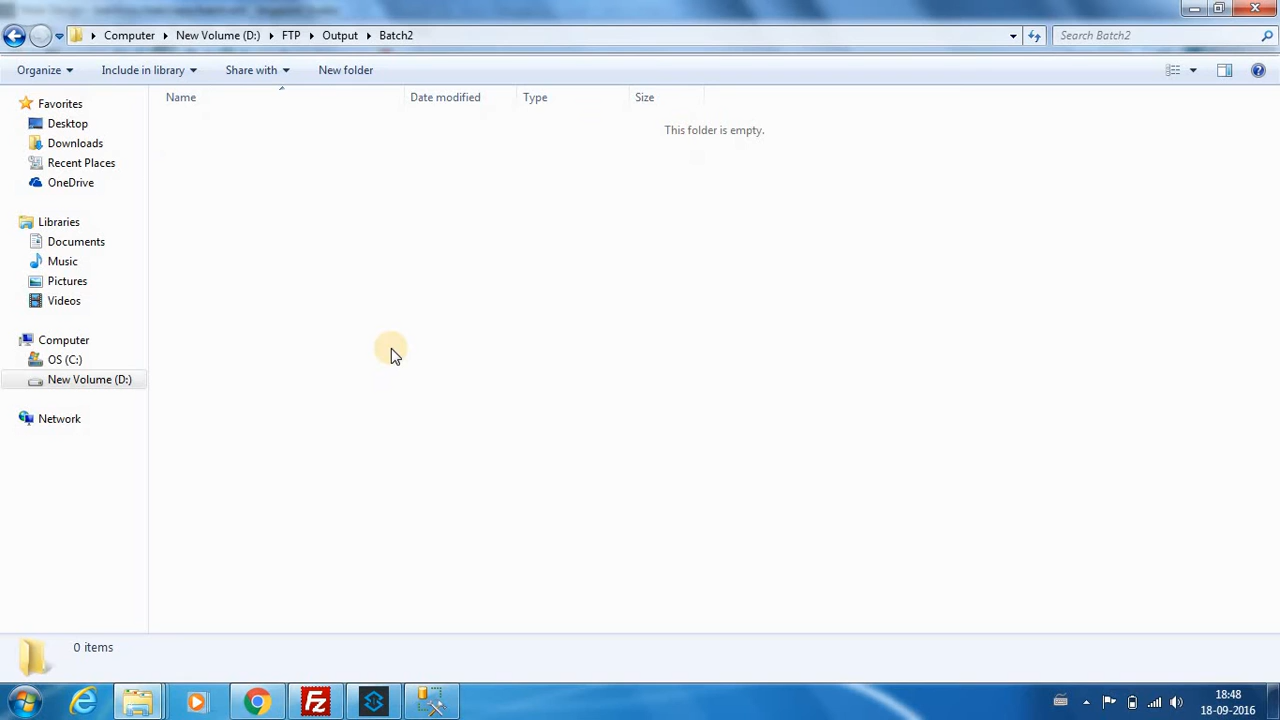 Computer New Volume (D:) FTP Output Batch2 Search Batch2
Organize Include in library Share with New folder
Name Date modified Type Size
This folder is empty.
Favorites
Desktop
Downloads
Recent Places
OneDrive
Libraries
Documents
Music
Pictures
Videos
Computer
OS (C:)
New Volume (D:)
Network
0 items
18:48
18-09-2016